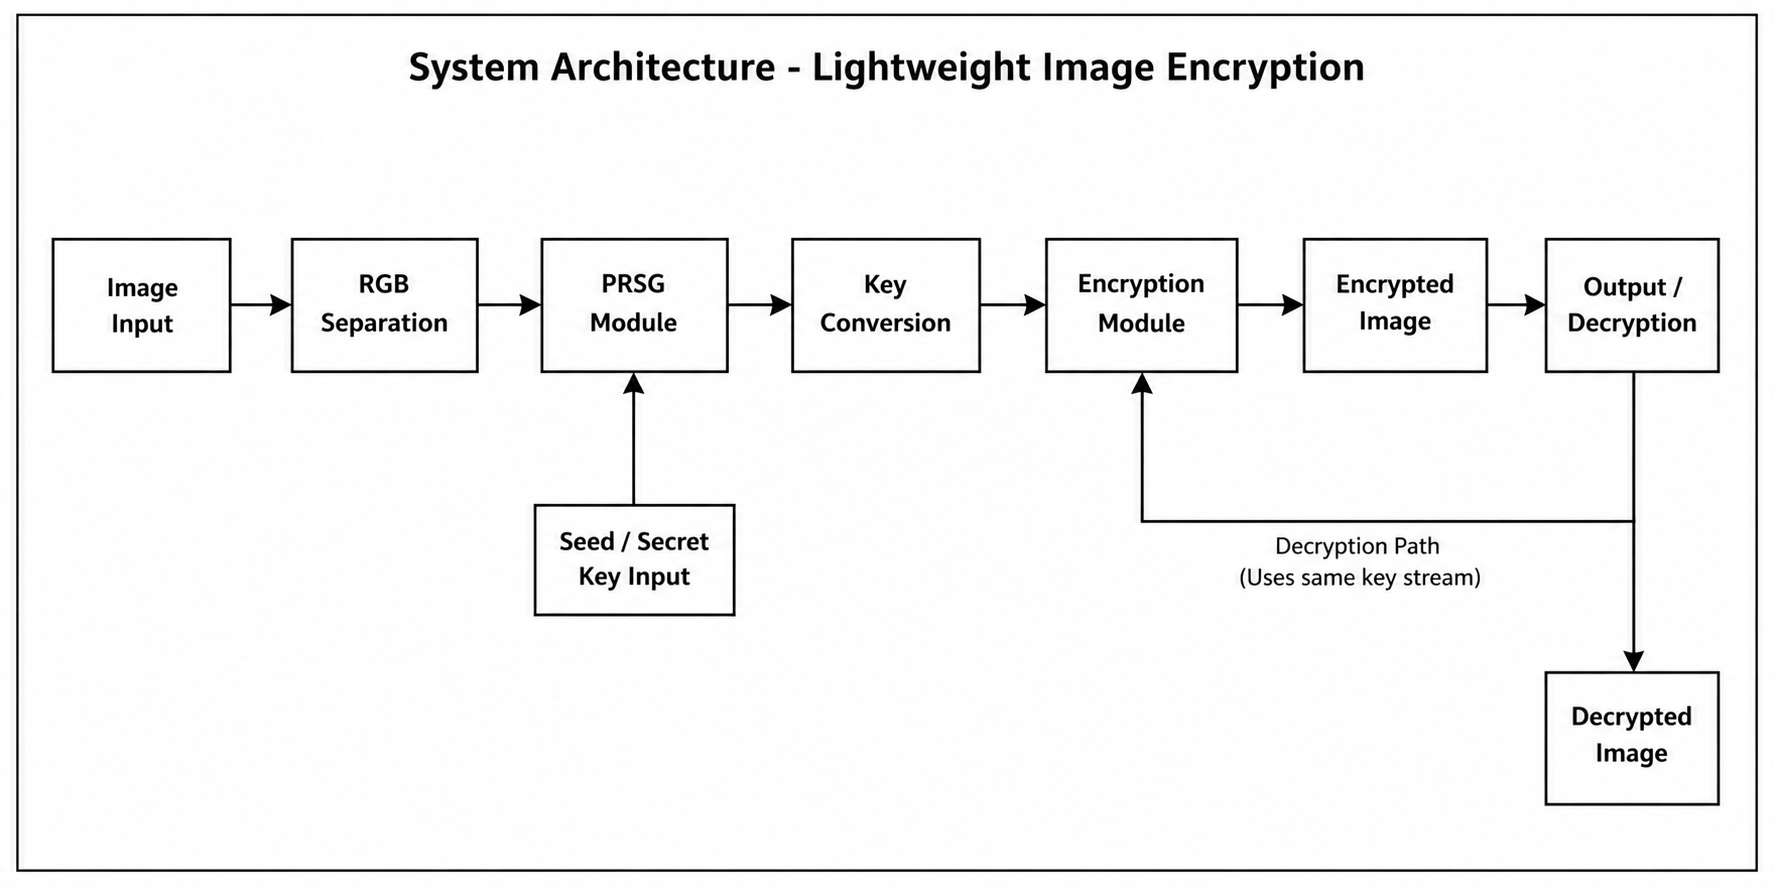 System Architecture - Lightweight Image Encryption
Image
Input
RGB
Separation
PRSG
Module
Key
Conversion
Encryption
Module
Encrypted
Image
Output /
Decryption
Seed / Secret
Key Input
Decryption Path
(Uses same key stream)
Decrypted
Image